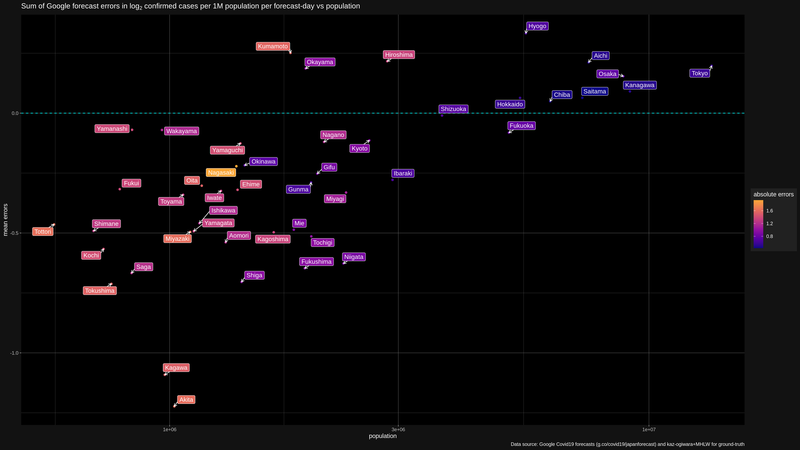 Sum of Google forecast errors in log2 confirmed cases per 1M population per forecast-day vs population
Hyogo
Kumamoto
Hiroshima
Aichi
Okayama
Osaka
Tokyo
Kanagawa
Saitama
Chiba
Hokkaido
Shizuoka
0.0
Fukuoka
Yamanashi
Wakayama
Nagano
Kyoto
Yamaguchi
Okinawa
Gifu
Nagasaki
Ibaraki
Oita
Fukui
Ehime
Gunma
Iwate
Miyagi
Toyama
Ishikawa
Shimane
Yamagata
Mie
Tottori
-0.5
Miyazaki
Aomori
Kagoshima
Tochigi
Kochi
Niigata
Fukushima
Saga
Shiga
Tokushima
-1.0
Kagawa
Akita
mean errors
1e+06
3e+06
1e+07
population
absolute errors
1.6
1.2
0.8
Data source: Google Covid19 forecasts (g.co/covid19/japanforecast) and kaz-ogiwara+MHLW for ground-truth